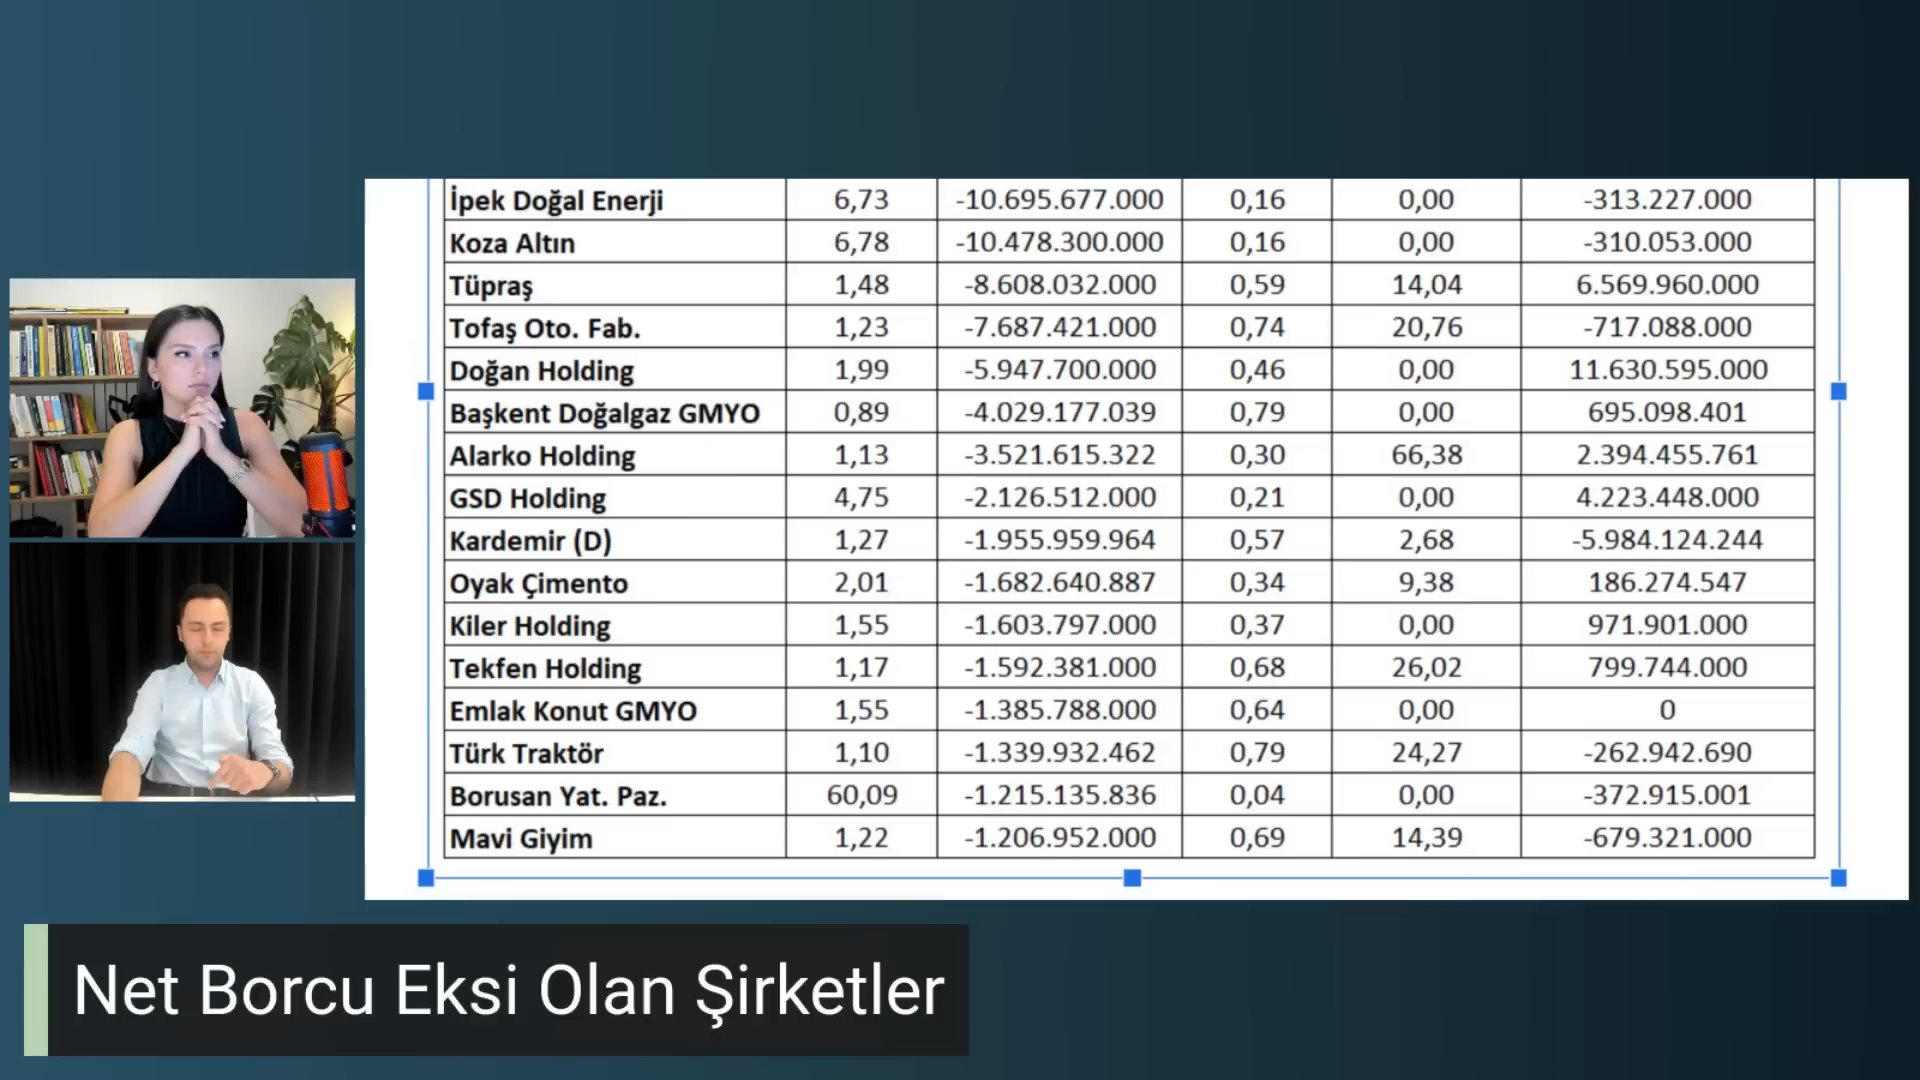 İpek Doğal Enerji 6,73 -10.695.677.000 0,16 0,00 -313.227.000
Koza Altın 6,78 -10.478.300.000 0,16 0,00 -310.053.000
Tüpraş 1,48 -8.608.032.000 0,59 14,04 6.569.960.000
Tofaş Oto. Fab. 1,23 -7.687.421.000 0,74 20,76 -717.088.000
Doğan Holding 1,99 -5.947.700.000 0,46 0,00 11.630.595.000
Başkent Doğalgaz GMYO 0,89 -4.029.177.039 0,79 0,00 695.098.401
Alarko Holding 1,13 -3.521.615.322 0,30 66,38 2.394.455.761
GSD Holding 4,75 -2.126.512.000 0,21 0,00 4.223.448.000
Kardemir (D) 1,27 -1.955.959.964 0,57 2,68 -5.984.124.244
Oyak Çimento 2,01 -1.682.640.887 0,34 9,38 186.274.547
Kiler Holding 1,55 -1.603.797.000 0,37 0,00 971.901.000
Tekfen Holding 1,17 -1.592.381.000 0,68 26,02 799.744.000
Emlak Konut GMYO 1,55 -1.385.788.000 0,64 0,00 0
Türk Traktör 1,10 -1.339.932.462 0,79 24,27 -262.942.690
Borusan Yat. Paz. 60,09 -1.215.135.836 0,04 0,00 -372.915.001
Mavi Giyim 1,22 -1.206.952.000 0,69 14,39 -679.321.000
Net Borcu Eksi Olan Şirketler